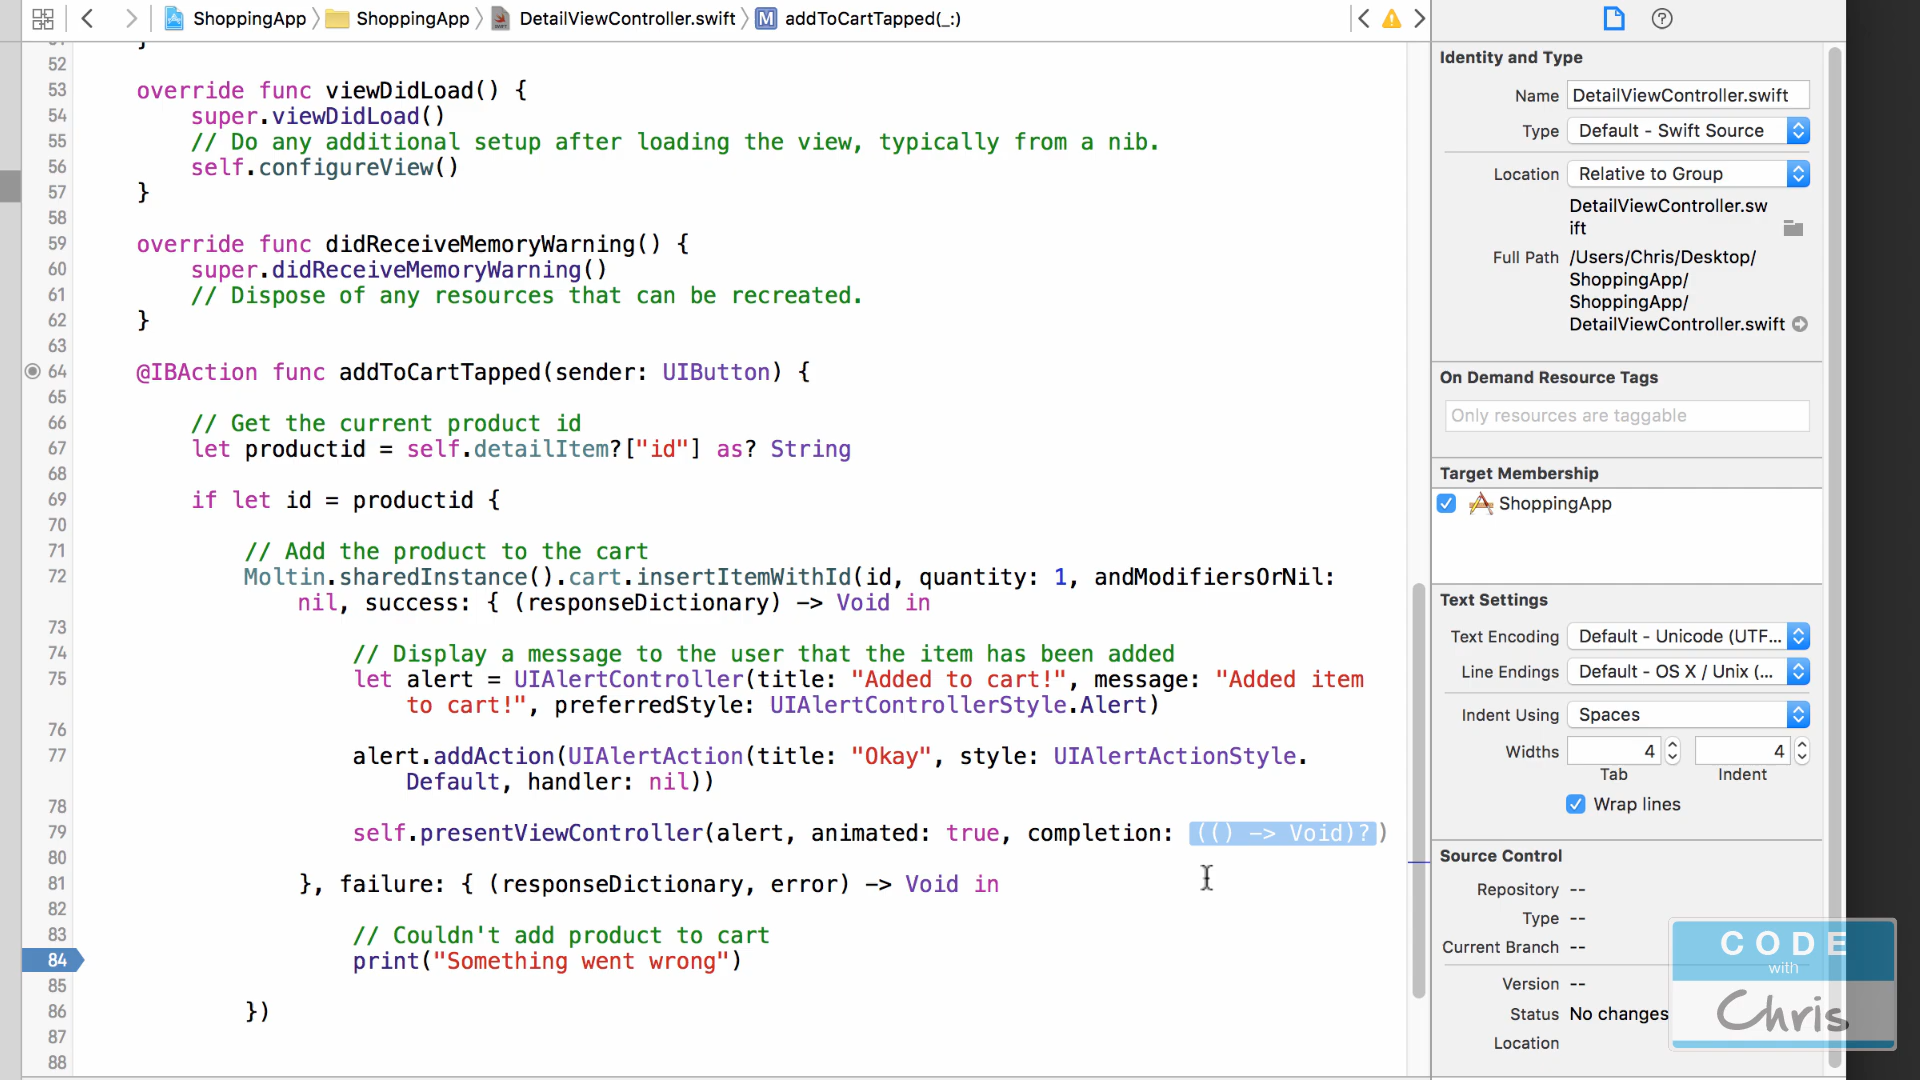 ShoppingApp ShoppingApp DetailViewController.swift M addToCartTapped(_:)
52
53 override func viewDidLoad() {
54 super.viewDidLoad()
55 // Do any additional setup after loading the view, typically from a nib.
56 self.configureView()
57 }
58
59 override func didReceiveMemoryWarning() {
60 super.didReceiveMemoryWarning()
61 // Dispose of any resources that can be recreated.
62 }
63
64 @IBAction func addToCartTapped(sender: UIButton) {
65
66 // Get the current product id
67 let productid = self.detailItem?["id"] as? String
68
69 if let id = productid {
70
71 // Add the product to the cart
72 Moltin.sharedInstance().cart.insertItemWithId(id, quantity: 1, andModifiersOrNil:
nil, success: { (responseDictionary) -> Void in
73
74 // Display a message to the user that the item has been added
75 let alert = UIAlertController(title: "Added to cart!", message: "Added item
to cart!", preferredStyle: UIAlertControllerStyle.Alert)
76
77 alert.addAction(UIAlertAction(title: "Okay", style: UIAlertActionStyle.
Default, handler: nil))
78
79 self.presentViewController(alert, animated: true, completion: (() -> Void)?)
80
81 }, failure: { (responseDictionary, error) -> Void in
82
83 // Couldn't add product to cart
84 print("Something went wrong")
85
86 })
87
88
Identity and Type
Name DetailViewController.swift
Type Default - Swift Source
Location Relative to Group
DetailViewController.sw
ift
Full Path /Users/Chris/Desktop/
ShoppingApp/
ShoppingApp/
DetailViewController.swift
On Demand Resource Tags
Only resources are taggable
Target Membership
ShoppingApp
Text Settings
Text Encoding Default - Unicode (UTF...
Line Endings Default - OS X / Unix (...
Indent Using Spaces
Widths 4 4
Tab Indent
Wrap lines
Source Control
Repository --
Type --
Current Branch --
Version --
Status No changes
Location
CODE
with
Chris